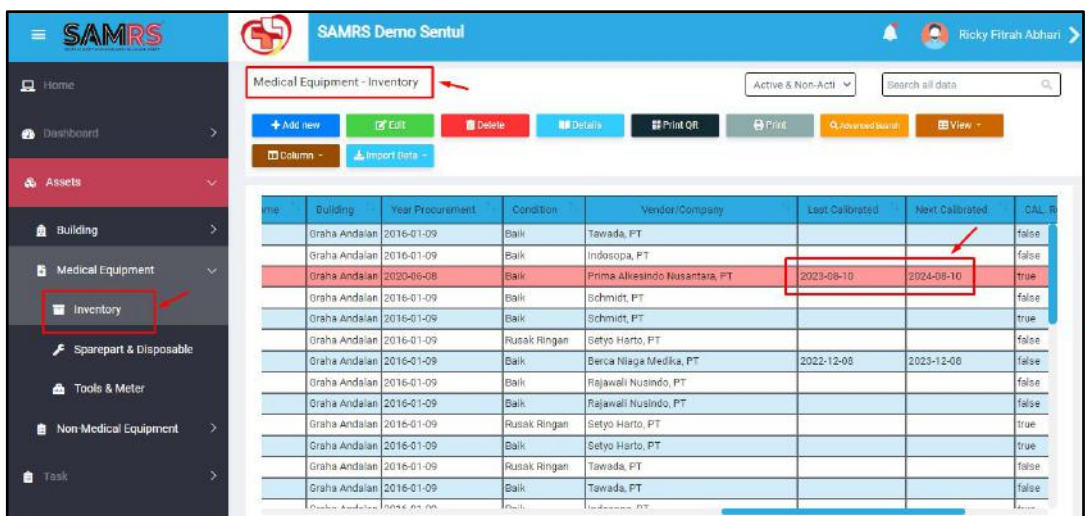 SAMRS
SAMRS Demo Sentul
Ricky Fitrah Abhari
Home
Dashboard
Assets
Building
Medical Equipment
Inventory
Sparepart & Disposable
Tools & Meter
Non-Medical Equipment
Task
Medical Equipment - Inventory
Active & Non-Acti
Search all data
Add new Edit Delete Details Print QR Print Advanced Search View
Column Import Data
me Building Year Procurement Condition Vendor/Company Last Calibrated Next Calibrated CAL. R
Graha Andalan 2016-01-09 Baik Tawada, PT false
Graha Andalan 2016-01-09 Baik Indosopa, PT false
Graha Andalan 2020-06-08 Baik Prima Alkesindo Nusantara, PT 2023-08-10 2024-08-10 true
Graha Andalan 2016-01-09 Baik Schmidt, PT false
Graha Andalan 2016-01-09 Baik Schmidt, PT true
Graha Andalan 2016-01-09 Rusak Ringan Setyo Harto, PT false
Graha Andalan 2016-01-09 Baik Berca Niaga Medika, PT 2022-12-08 2023-12-08 false
Graha Andalan 2016-01-09 Baik Rajawali Nusindo, PT false
Graha Andalan 2016-01-09 Baik Rajawali Nusindo, PT false
Graha Andalan 2016-01-09 Rusak Ringan Setyo Harto, PT true
Graha Andalan 2016-01-09 Baik Setyo Harto, PT true
Graha Andalan 2016-01-09 Rusak Ringan Tawada, PT false
Graha Andalan 2016-01-09 Baik Tawada, PT false